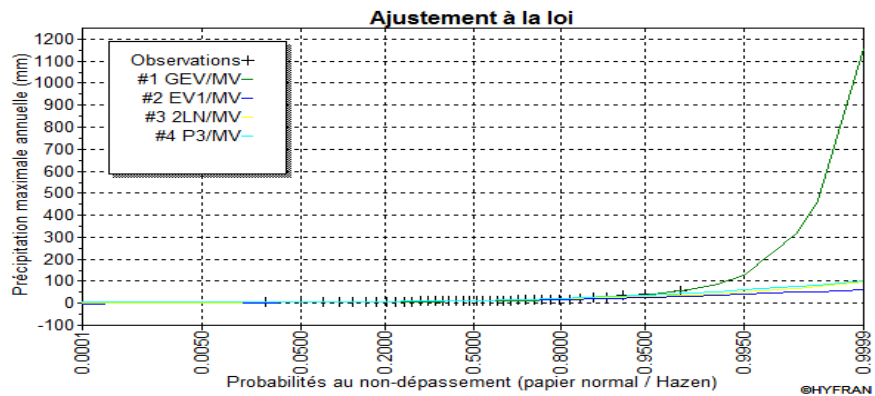 Ajustement à la loi
Précipitation maximale annuelle (mm)
1200
1100
1000
900
800
700
600
500
400
300
200
100
0
-100
Observations+
#1 GEV/MV
#2 EV1/MV
#3 2LN/MV
#4 P3/MV
0.0001
0.0050
0.0500
0.2000
0.5000
0.8000
0.9500
0.9950
0.9999
Probabilités au non-dépassement (papier normal / Hazen)
©HYFRAN